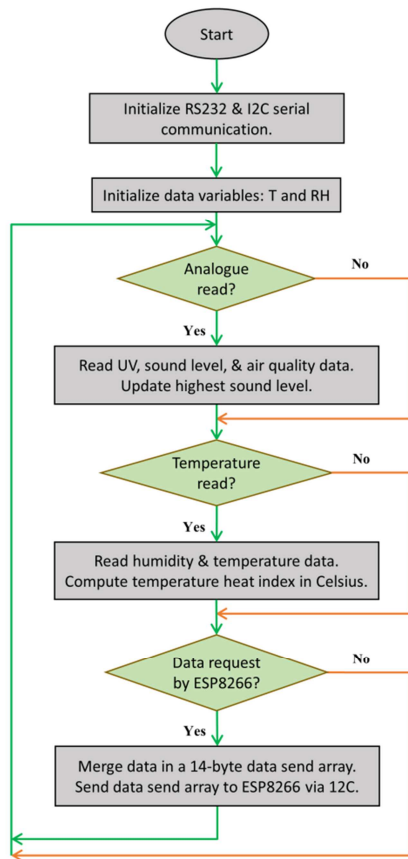 Start
Initialize RS232 & I2C serial
communication.
Initialize data variables: T and RH
Analogue
read?
No
Yes
Read UV, sound level, & air quality data.
Update highest sound level.
Temperature
read?
No
Yes
Read humidity & temperature data.
Compute temperature heat index in Celsius.
Data request
by ESP8266?
No
Yes
Merge data in a 14-byte data send array.
Send data send array to ESP8266 via 12C.